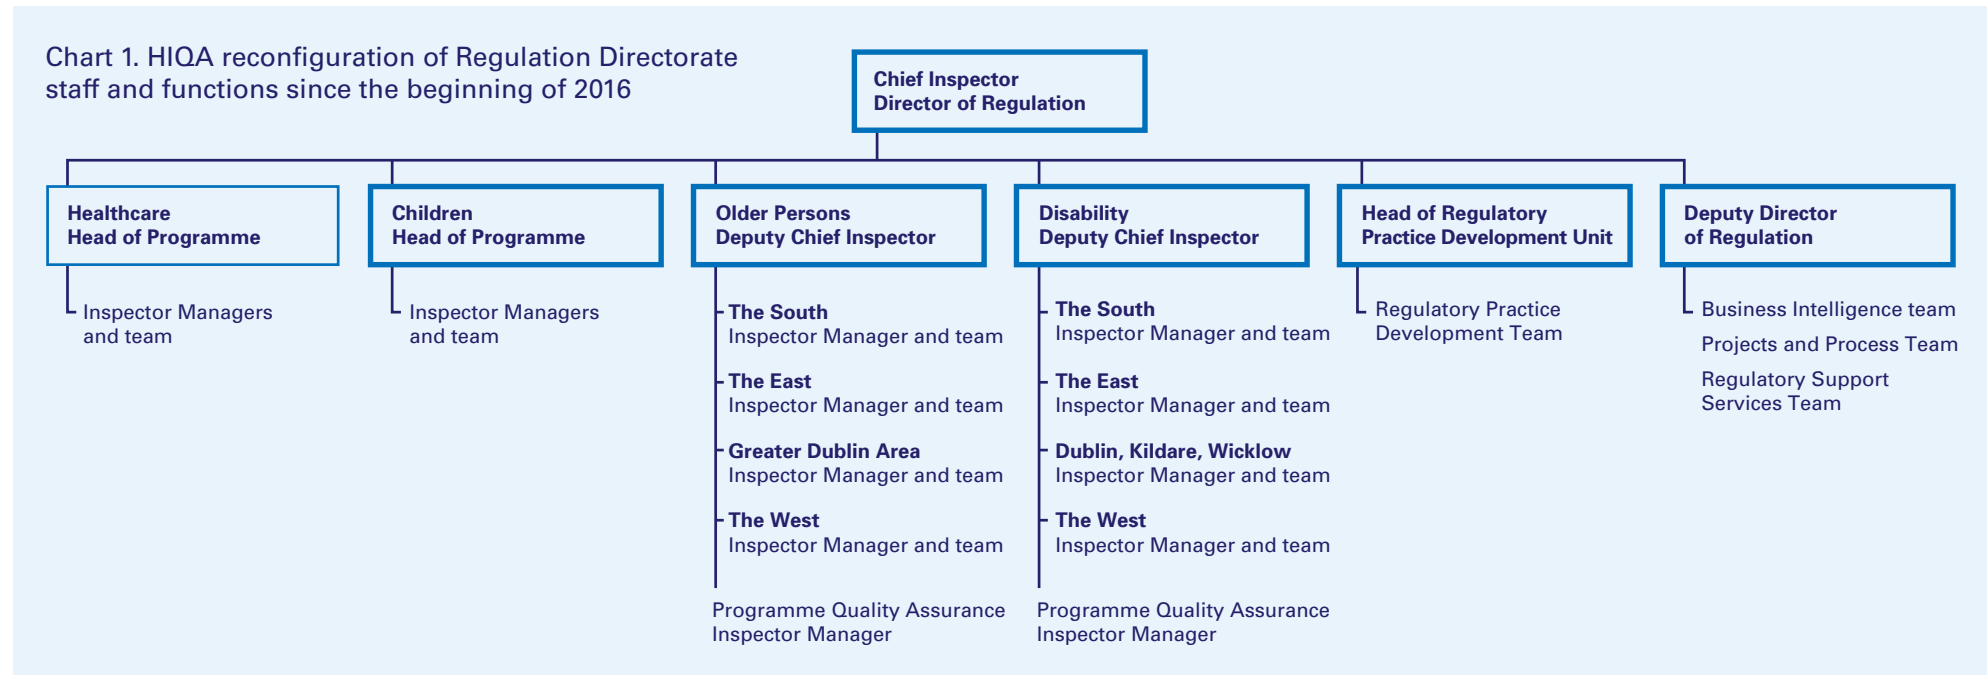 Chart 1. HIQA reconfiguration of Regulation Directorate
staff and functions since the beginning of 2016
Chief Inspector
Director of Regulation
Healthcare
Head of Programme
Inspector Managers
and team
Children
Head of Programme
Inspector Managers
and team
Older Persons
Deputy Chief Inspector
The South
Inspector Manager and team
The East
Inspector Manager and team
Greater Dublin Area
Inspector Manager and team
The West
Inspector Manager and team
Programme Quality Assurance
Inspector Manager
Disability
Deputy Chief Inspector
The South
Inspector Manager and team
The East
Inspector Manager and team
Dublin, Kildare, Wicklow
Inspector Manager and team
The West
Inspector Manager and team
Programme Quality Assurance
Inspector Manager
Head of Regulatory
Practice Development Unit
Regulatory Practice
Development Team
Deputy Director
of Regulation
Business Intelligence team
Projects and Process Team
Regulatory Support
Services Team